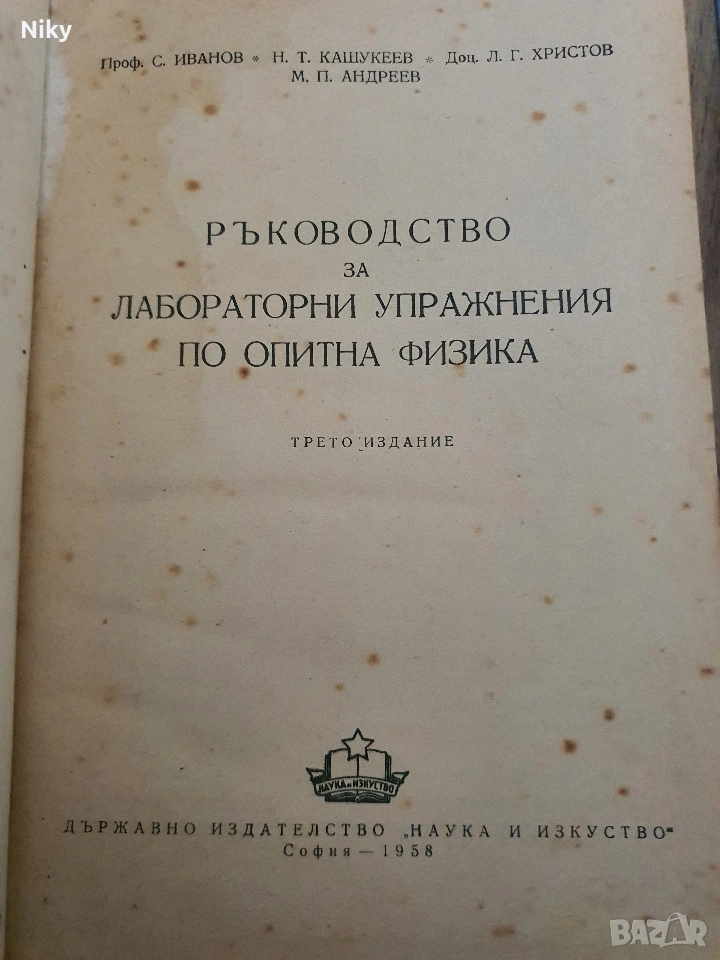 Niky
Проф. С. ИВАНОВ * Н. Т. КАШУКЕЕВ * Доц. Л. Г. ХРИСТОВ
М. П. АНДРЕЕВ
РЪКОВОДСТВО
ЗА
ЛАБОРАТОРНИ УПРАЖНЕНИЯ
ПО ОПИТНА ФИЗИКА
ТРЕТО ИЗДАНИЕ
НАУКА и ИЗКУСТВО
ДЪРЖАВНО ИЗДАТЕЛСТВО „НАУКА И ИЗКУСТВО“
София — 1958
BAZAR